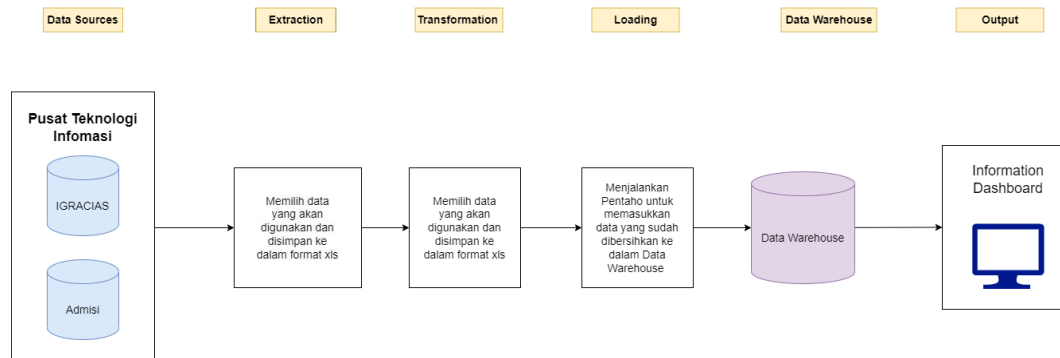 Data Sources
Extraction
Transformation
Loading
Data Warehouse
Output
Pusat Teknologi
Infomasi
IGRACIAS
Admisi
Memilih data
yang akan
digunakan dan
disimpan ke
dalam format xls
Memilih data
yang akan
digunakan dan
disimpan ke
dalam format xls
Menjalankan
Pentaho untuk
memasukkan
data yang sudah
dibersihkan ke
dalam Data
Warehouse
Data Warehouse
Information
Dashboard